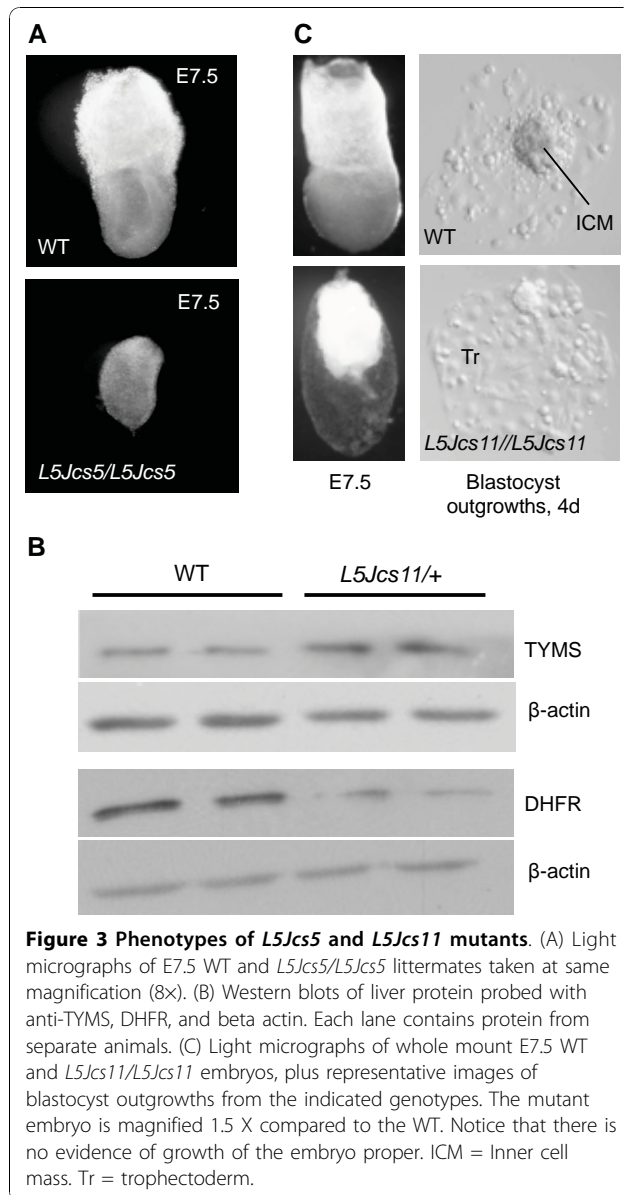 A
E7.5
WT
E7.5
L5Jcs5/L5Jcs5
C
WT
ICM
Tr
L5Jcs11//L5Jcs11
E7.5
Blastocyst
outgrowths, 4d
B
WT
L5Jcs11/+
TYMS
β-actin
DHFR
β-actin
Figure 3 Phenotypes of L5Jcs5 and L5Jcs11 mutants. (A) Light
micrographs of E7.5 WT and L5Jcs5/L5Jcs5 littermates taken at same
magnification (8×). (B) Western blots of liver protein probed with
anti-TYMS, DHFR, and beta actin. Each lane contains protein from
separate animals. (C) Light micrographs of whole mount E7.5 WT
and L5Jcs11/L5Jcs11 embryos, plus representative images of
blastocyst outgrowths from the indicated genotypes. The mutant
embryo is magnified 1.5 X compared to the WT. Notice that there is
no evidence of growth of the embryo proper. ICM = Inner cell
mass. Tr = trophectoderm.